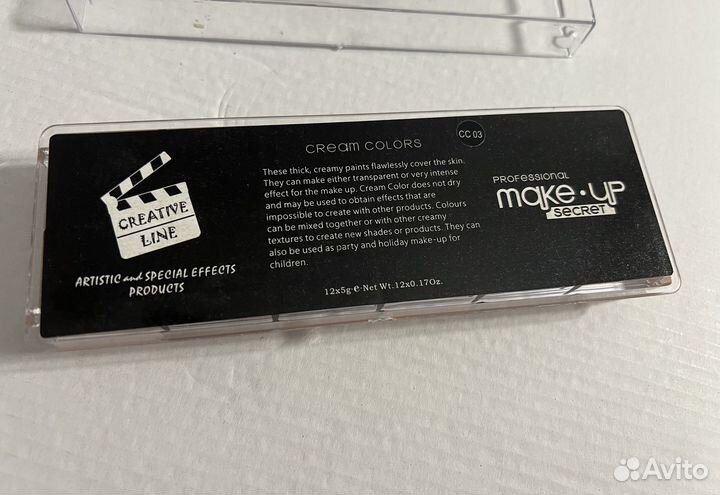 CREATIVE
LINE
ARTISTIC and SPECIAL EFFECTS
PRODUCTS
CREAM COLORS
CC 03
These thick, creamy paints flawlessly cover the skin.
They can make either transparent or very intense
effect for the make up. Cream Color does not dry
and may be used to obtain effects that are
impossible to create with other products. Colours
can be mixed together or with other creamy
textures to create new shades or products. They can
also be used as party and holiday make-up for
children.
12x5g·e·Net Wt.12x0.17Oz.
PROFESSIONAL
make·up
secret
Avito